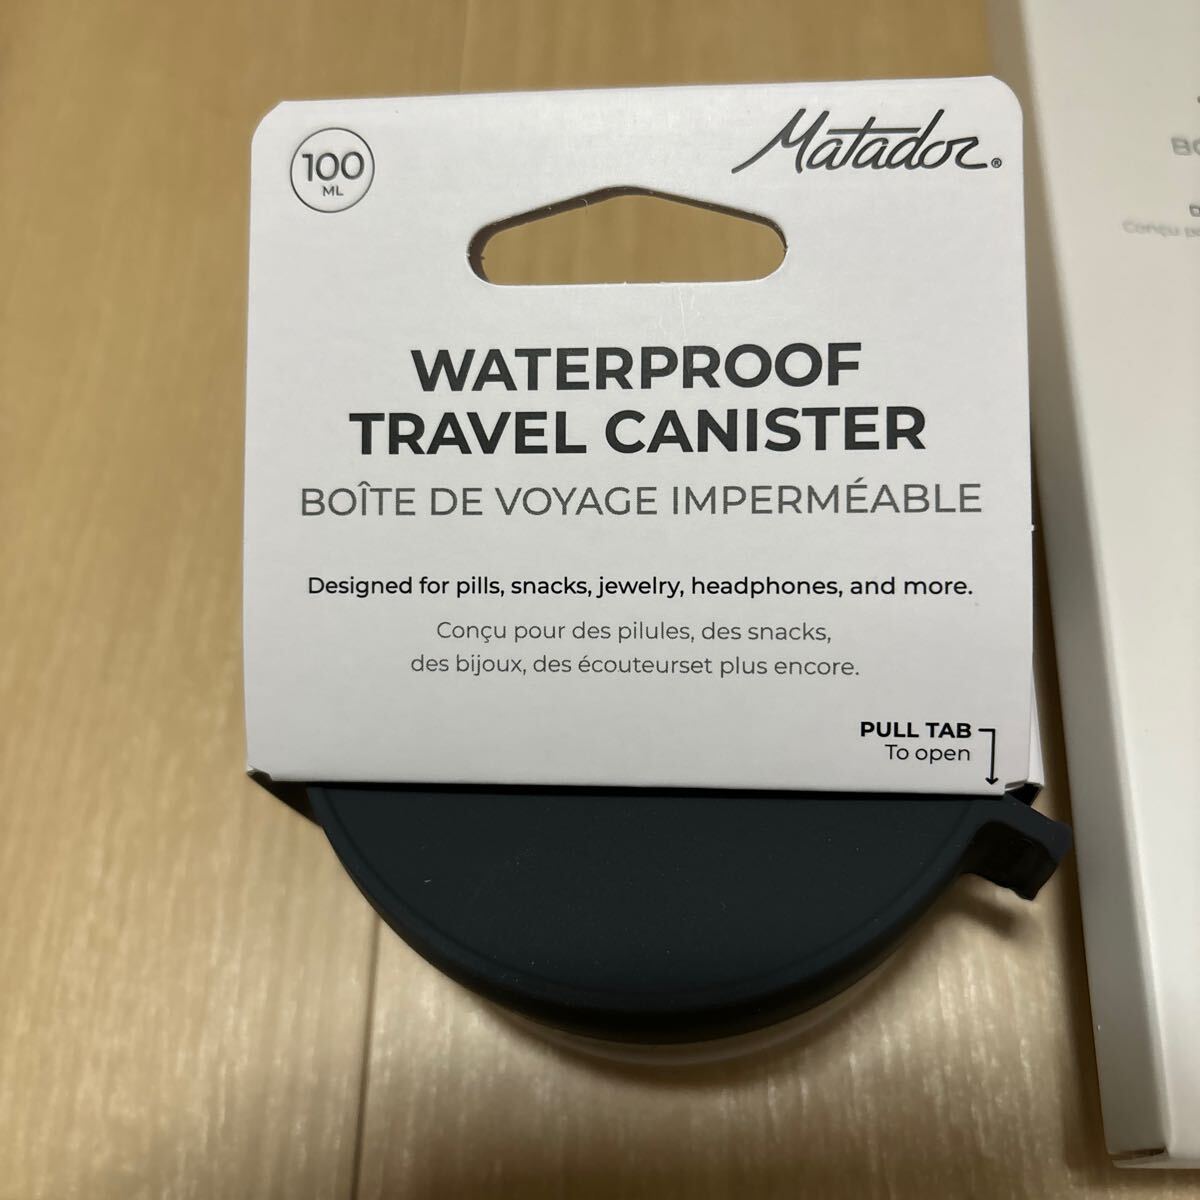 100
ML
Matador®
WATERPROOF
TRAVEL CANISTER
BOÎTE DE VOYAGE IMPERMÉABLE
Designed for pills, snacks, jewelry, headphones, and more.
Conçu pour des pilules, des snacks,
des bijoux, des écouteurset plus encore.
PULL TAB
To open
Conçu